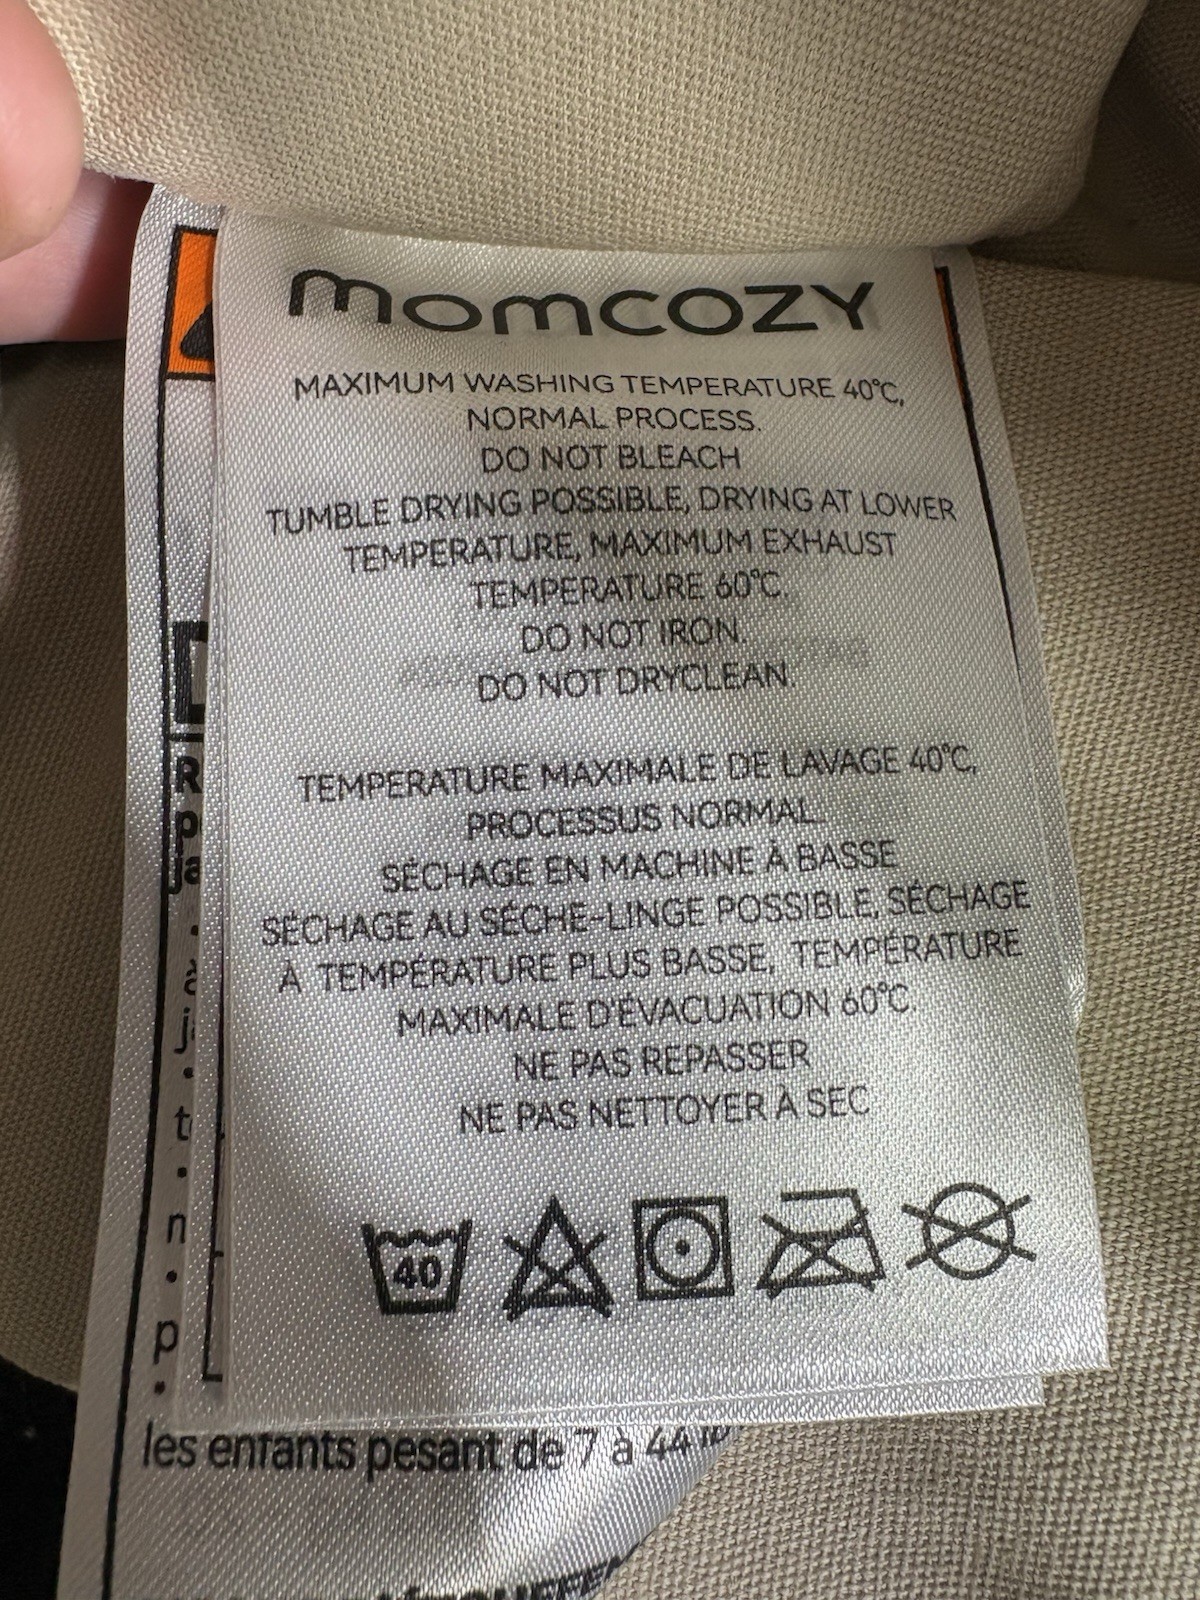 momcozy
MAXIMUM WASHING TEMPERATURE 40°C,
NORMAL PROCESS.
DO NOT BLEACH
TUMBLE DRYING POSSIBLE, DRYING AT LOWER
TEMPERATURE, MAXIMUM EXHAUST
TEMPERATURE 60°C.
DO NOT IRON.
DO NOT DRYCLEAN.
TEMPERATURE MAXIMALE DE LAVAGE 40°C,
PROCESSUS NORMAL.
SÉCHAGE EN MACHINE À BASSE
SÉCHAGE AU SÉCHE-LINGE POSSIBLE, SÉCHAGE
À TEMPÉRATURE PLUS BASSE, TEMPÉRATURE
MAXIMALE D'ÉVACUATION 60°C.
NE PAS REPASSER
NE PAS NETTOYER À SEC
40
les enfants pesant de 7 à 44 lb